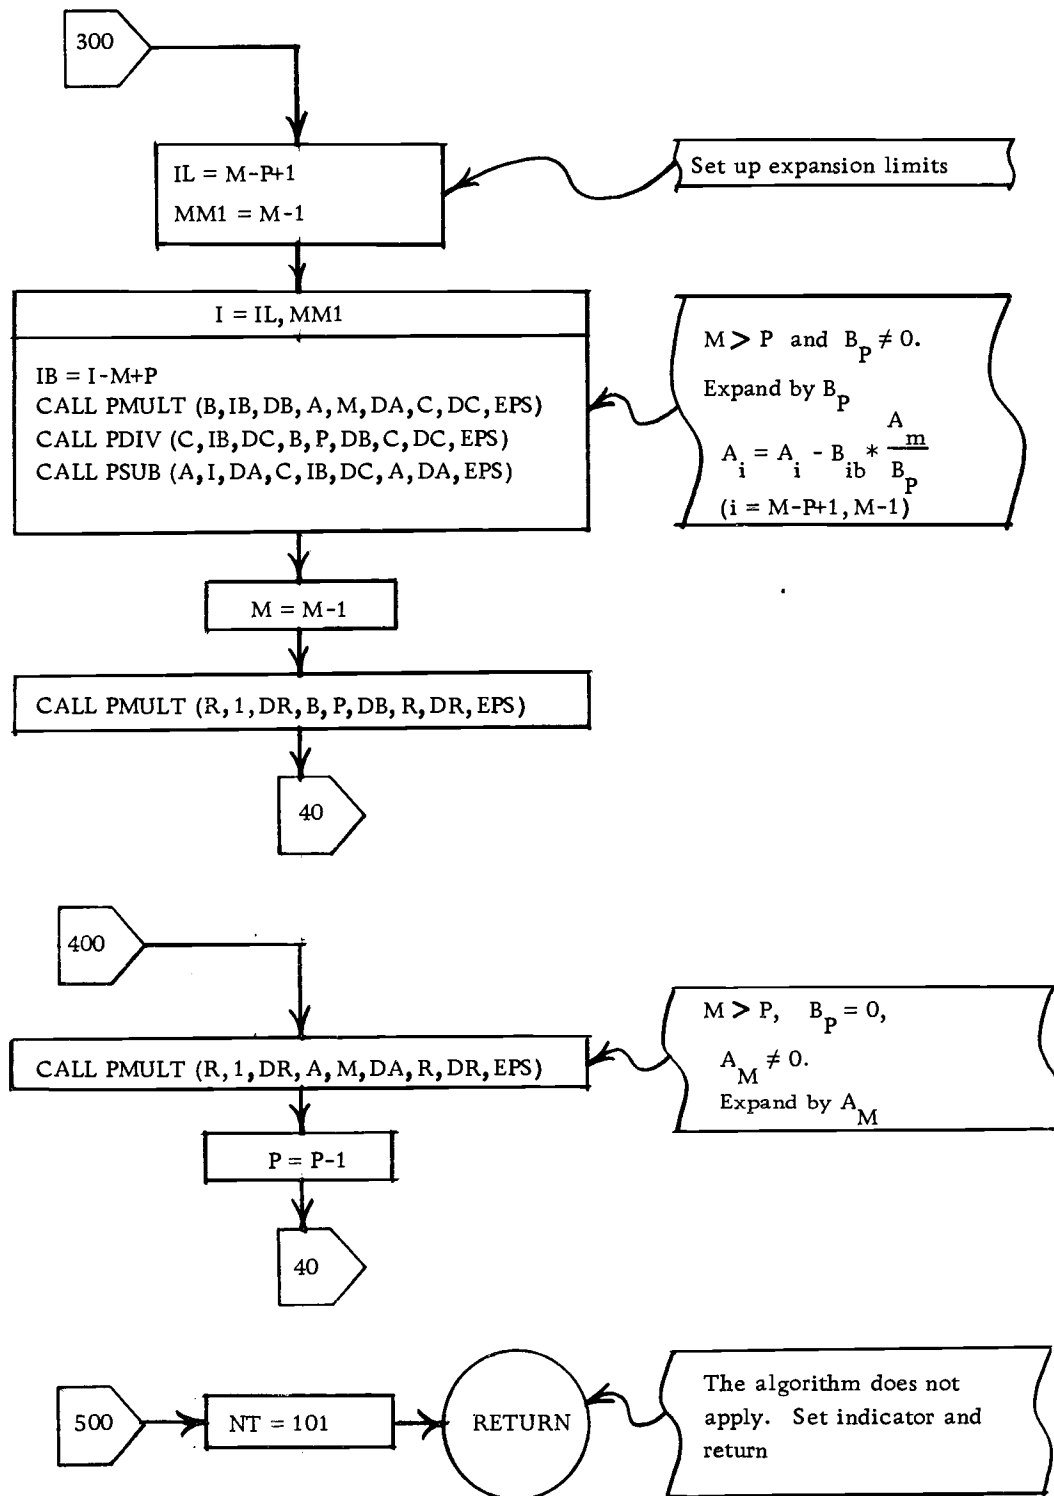 300
IL = M-P+1
MM1 = M-1
Set up expansion limits
I = IL, MM1
IB = I-M+P
CALL PMULT (B, IB, DB, A, M, DA, C, DC, EPS)
CALL PDIV (C, IB, DC, B, P, DB, C, DC, EPS)
CALL PSUB (A, I, DA, C, IB, DC, A, DA, EPS)
M > P and B_P ≠ 0.
Expand by B_P
A_i = A_i - B_ib * A_m / B_P
(i = M-P+1, M-1)
M = M-1
CALL PMULT (R, 1, DR, B, P, DB, R, DR, EPS)
40
400
CALL PMULT (R, 1, DR, A, M, DA, R, DR, EPS)
M > P, B_P = 0,
A_M ≠ 0.
Expand by A_M
P = P-1
40
500
NT = 101
RETURN
The algorithm does not
apply. Set indicator and
return